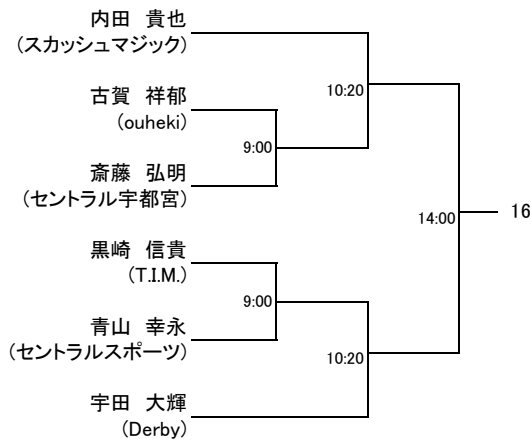 内田 貴也
(スカッシュマジック)
10:20
古賀 祥郁
(ouheki)
9:00
斎藤 弘明
(セントラル宇都宮)
14:00
16
黒崎 信貴
(T.I.M.)
9:00
青山 幸永
(セントラルスポーツ)
10:20
宇田 大輝
(Derby)